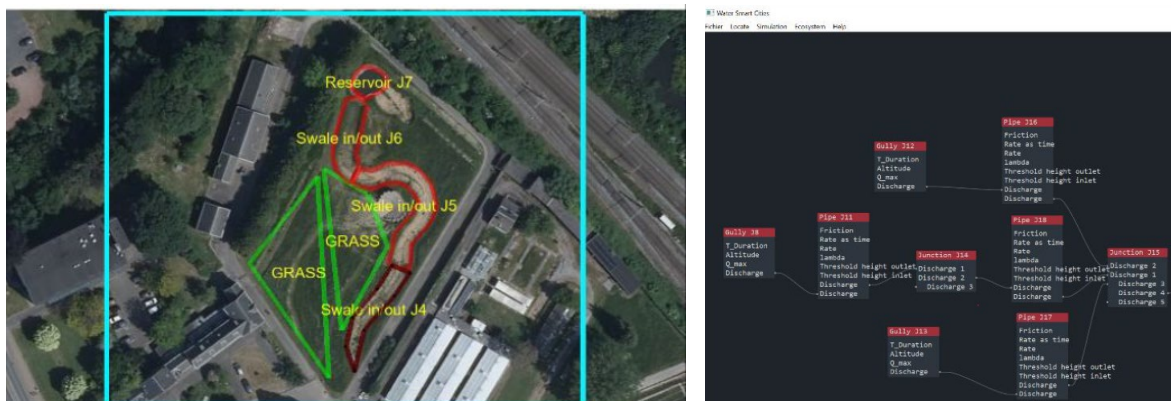 Reservoir J7
Swale in/out J6
Swale in/out J5
GRASS
GRASS
Swale in/out J4
Water Smart Cities
Fichier Locate Simulation Ecosystem Help
Pipe J16
Friction
Rate as time
Rate
lambda
Threshold height outlet
Threshold height inlet
Discharge
Discharge
Gully J12
T_Duration
Altitude
Q_max
Discharge
Pipe J11
Friction
Rate as time
Rate
lambda
Threshold height outlet
Threshold height inlet
Discharge
Discharge
Gully J8
T_Duration
Altitude
Q_max
Discharge
Junction J14
Discharge 1
Discharge 2
Discharge 3
Pipe J18
Friction
Rate as time
Rate
lambda
Threshold height outlet
Threshold height inlet
Discharge
Discharge
Junction J15
Discharge 2
Discharge 1
Discharge 3
Discharge 4
Discharge 5
Gully J13
T_Duration
Altitude
Q_max
Discharge
Pipe J17
Friction
Rate as time
Rate
lambda
Threshold height outlet
Threshold height inlet
Discharge
Discharge